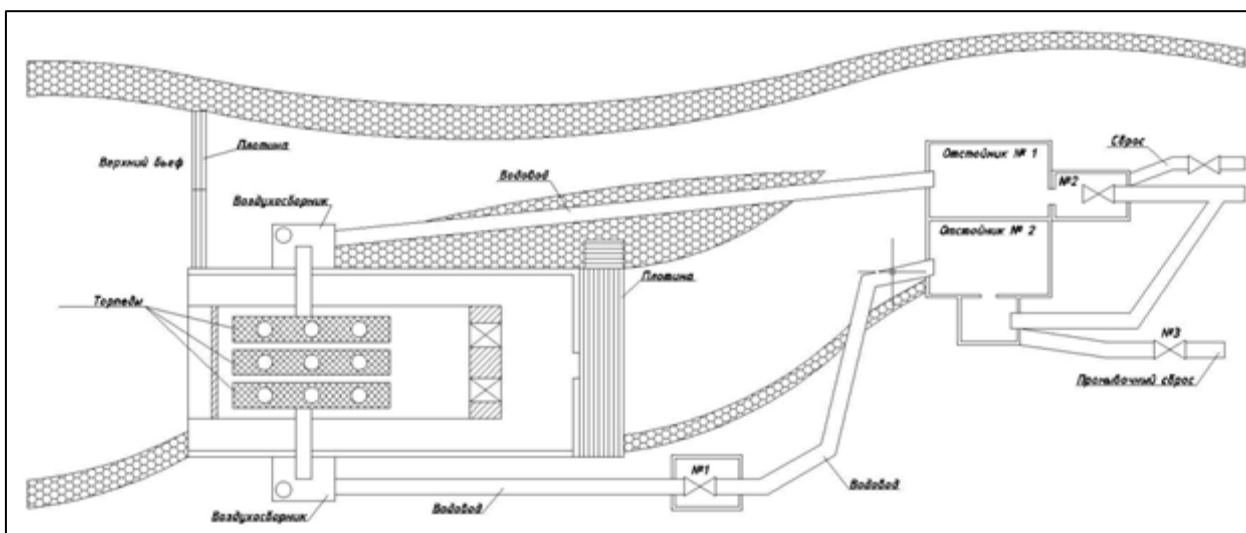 Верхний бьеф
Плотина
Воздухосборник
Водовод
Отстойник № 1
№2
Сброс
Отстойник № 2
Плотина
Торпеды
№3
Промывочный сброс
№1
Воздухосборник
Водовод
Водовод